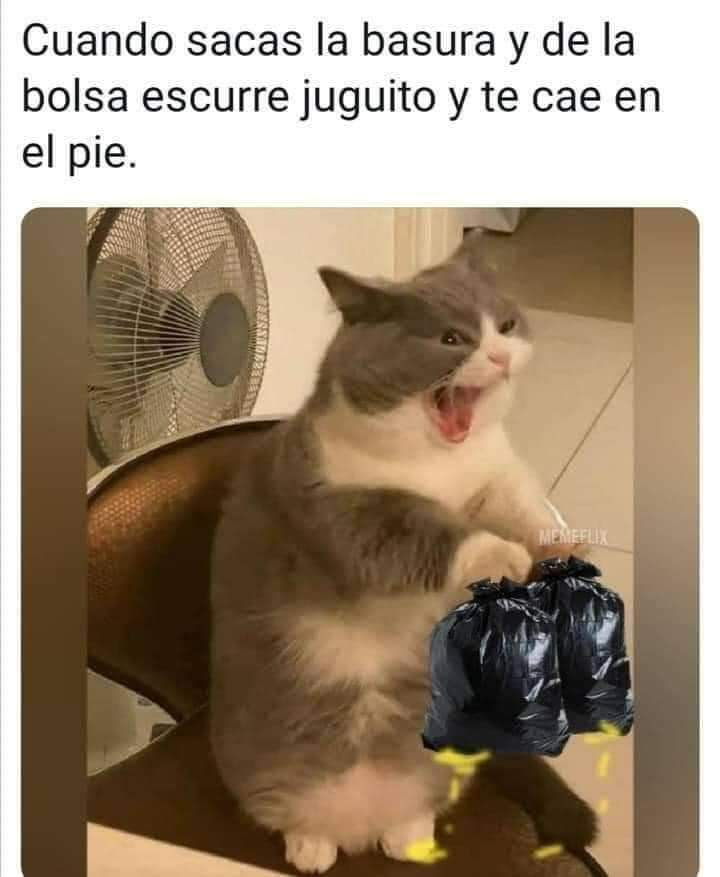 Cuando sacas la basura y de la
bolsa escurre juguito y te cae en
el pie.
MEMEFLIX